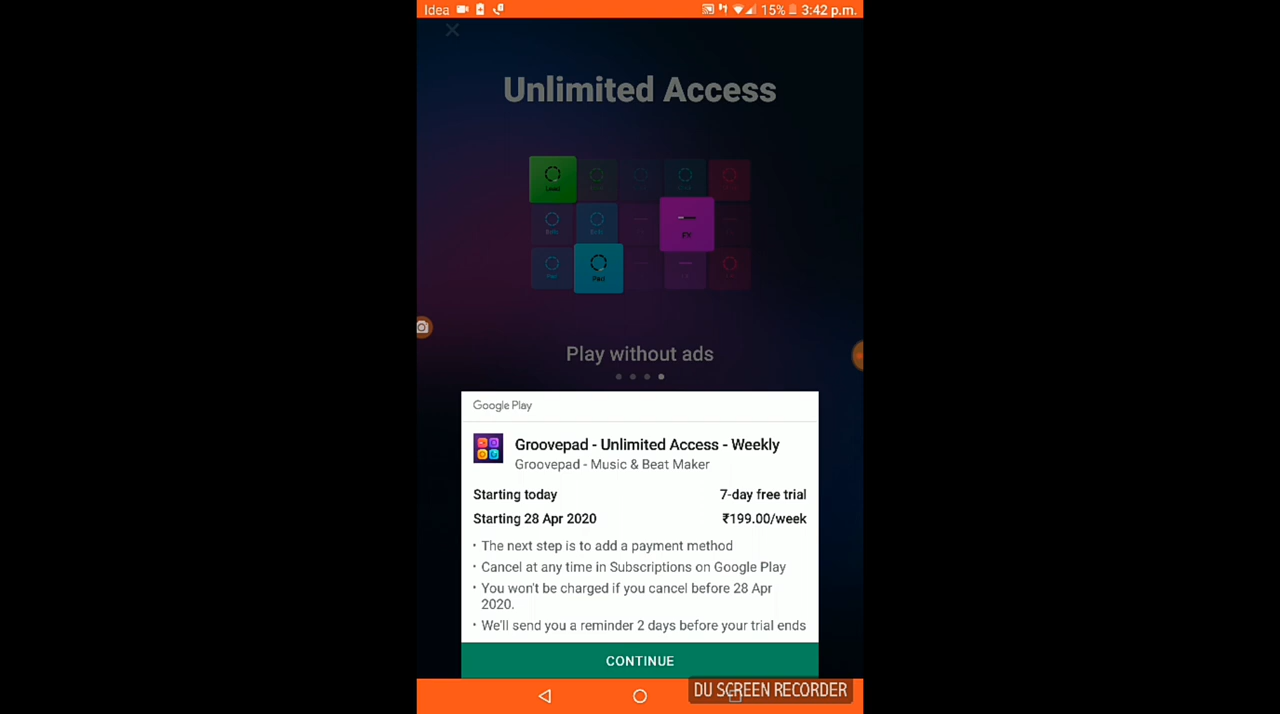 Idea 15% 3:42 p.m.
Unlimited Access
Lead
FX
Pad
Play without ads
Google Play
Groovepad - Unlimited Access - Weekly
Groovepad - Music & Beat Maker
Starting today 7-day free trial
Starting 28 Apr 2020 ₹199.00/week
• The next step is to add a payment method
• Cancel at any time in Subscriptions on Google Play
• You won't be charged if you cancel before 28 Apr
2020.
• We'll send you a reminder 2 days before your trial ends
CONTINUE
DU SCREEN RECORDER